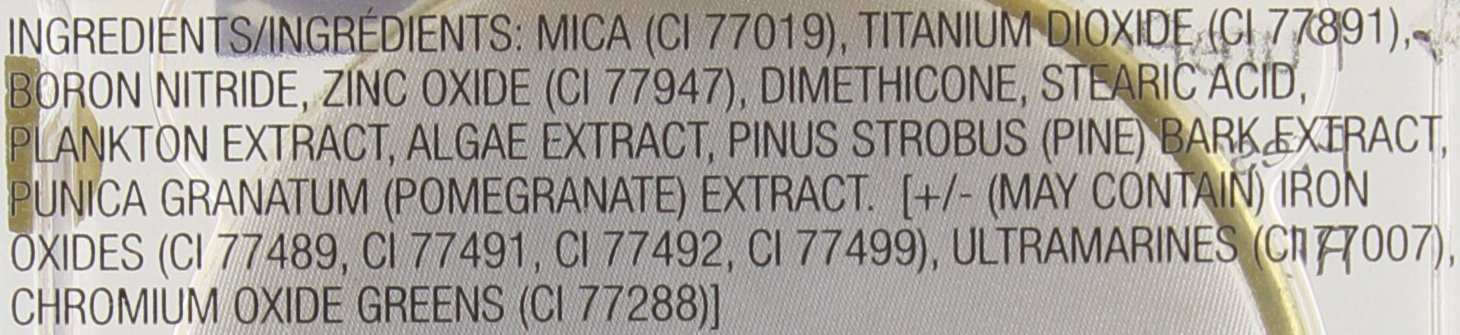 INGREDIENTS/INGRÉDIENTS: MICA (CI 77019), TITANIUM DIOXIDE (CI 77891),
BORON NITRIDE, ZINC OXIDE (CI 77947), DIMETHICONE, STEARIC ACID,
PLANKTON EXTRACT, ALGAE EXTRACT, PINUS STROBUS (PINE) BARK EXTRACT,
PUNICA GRANATUM (POMEGRANATE) EXTRACT. [+/- (MAY CONTAIN) IRON
OXIDES (CI 77489, CI 77491, CI 77492, CI 77499), ULTRAMARINES (CI 77007),
CHROMIUM OXIDE GREENS (CI 77288)]